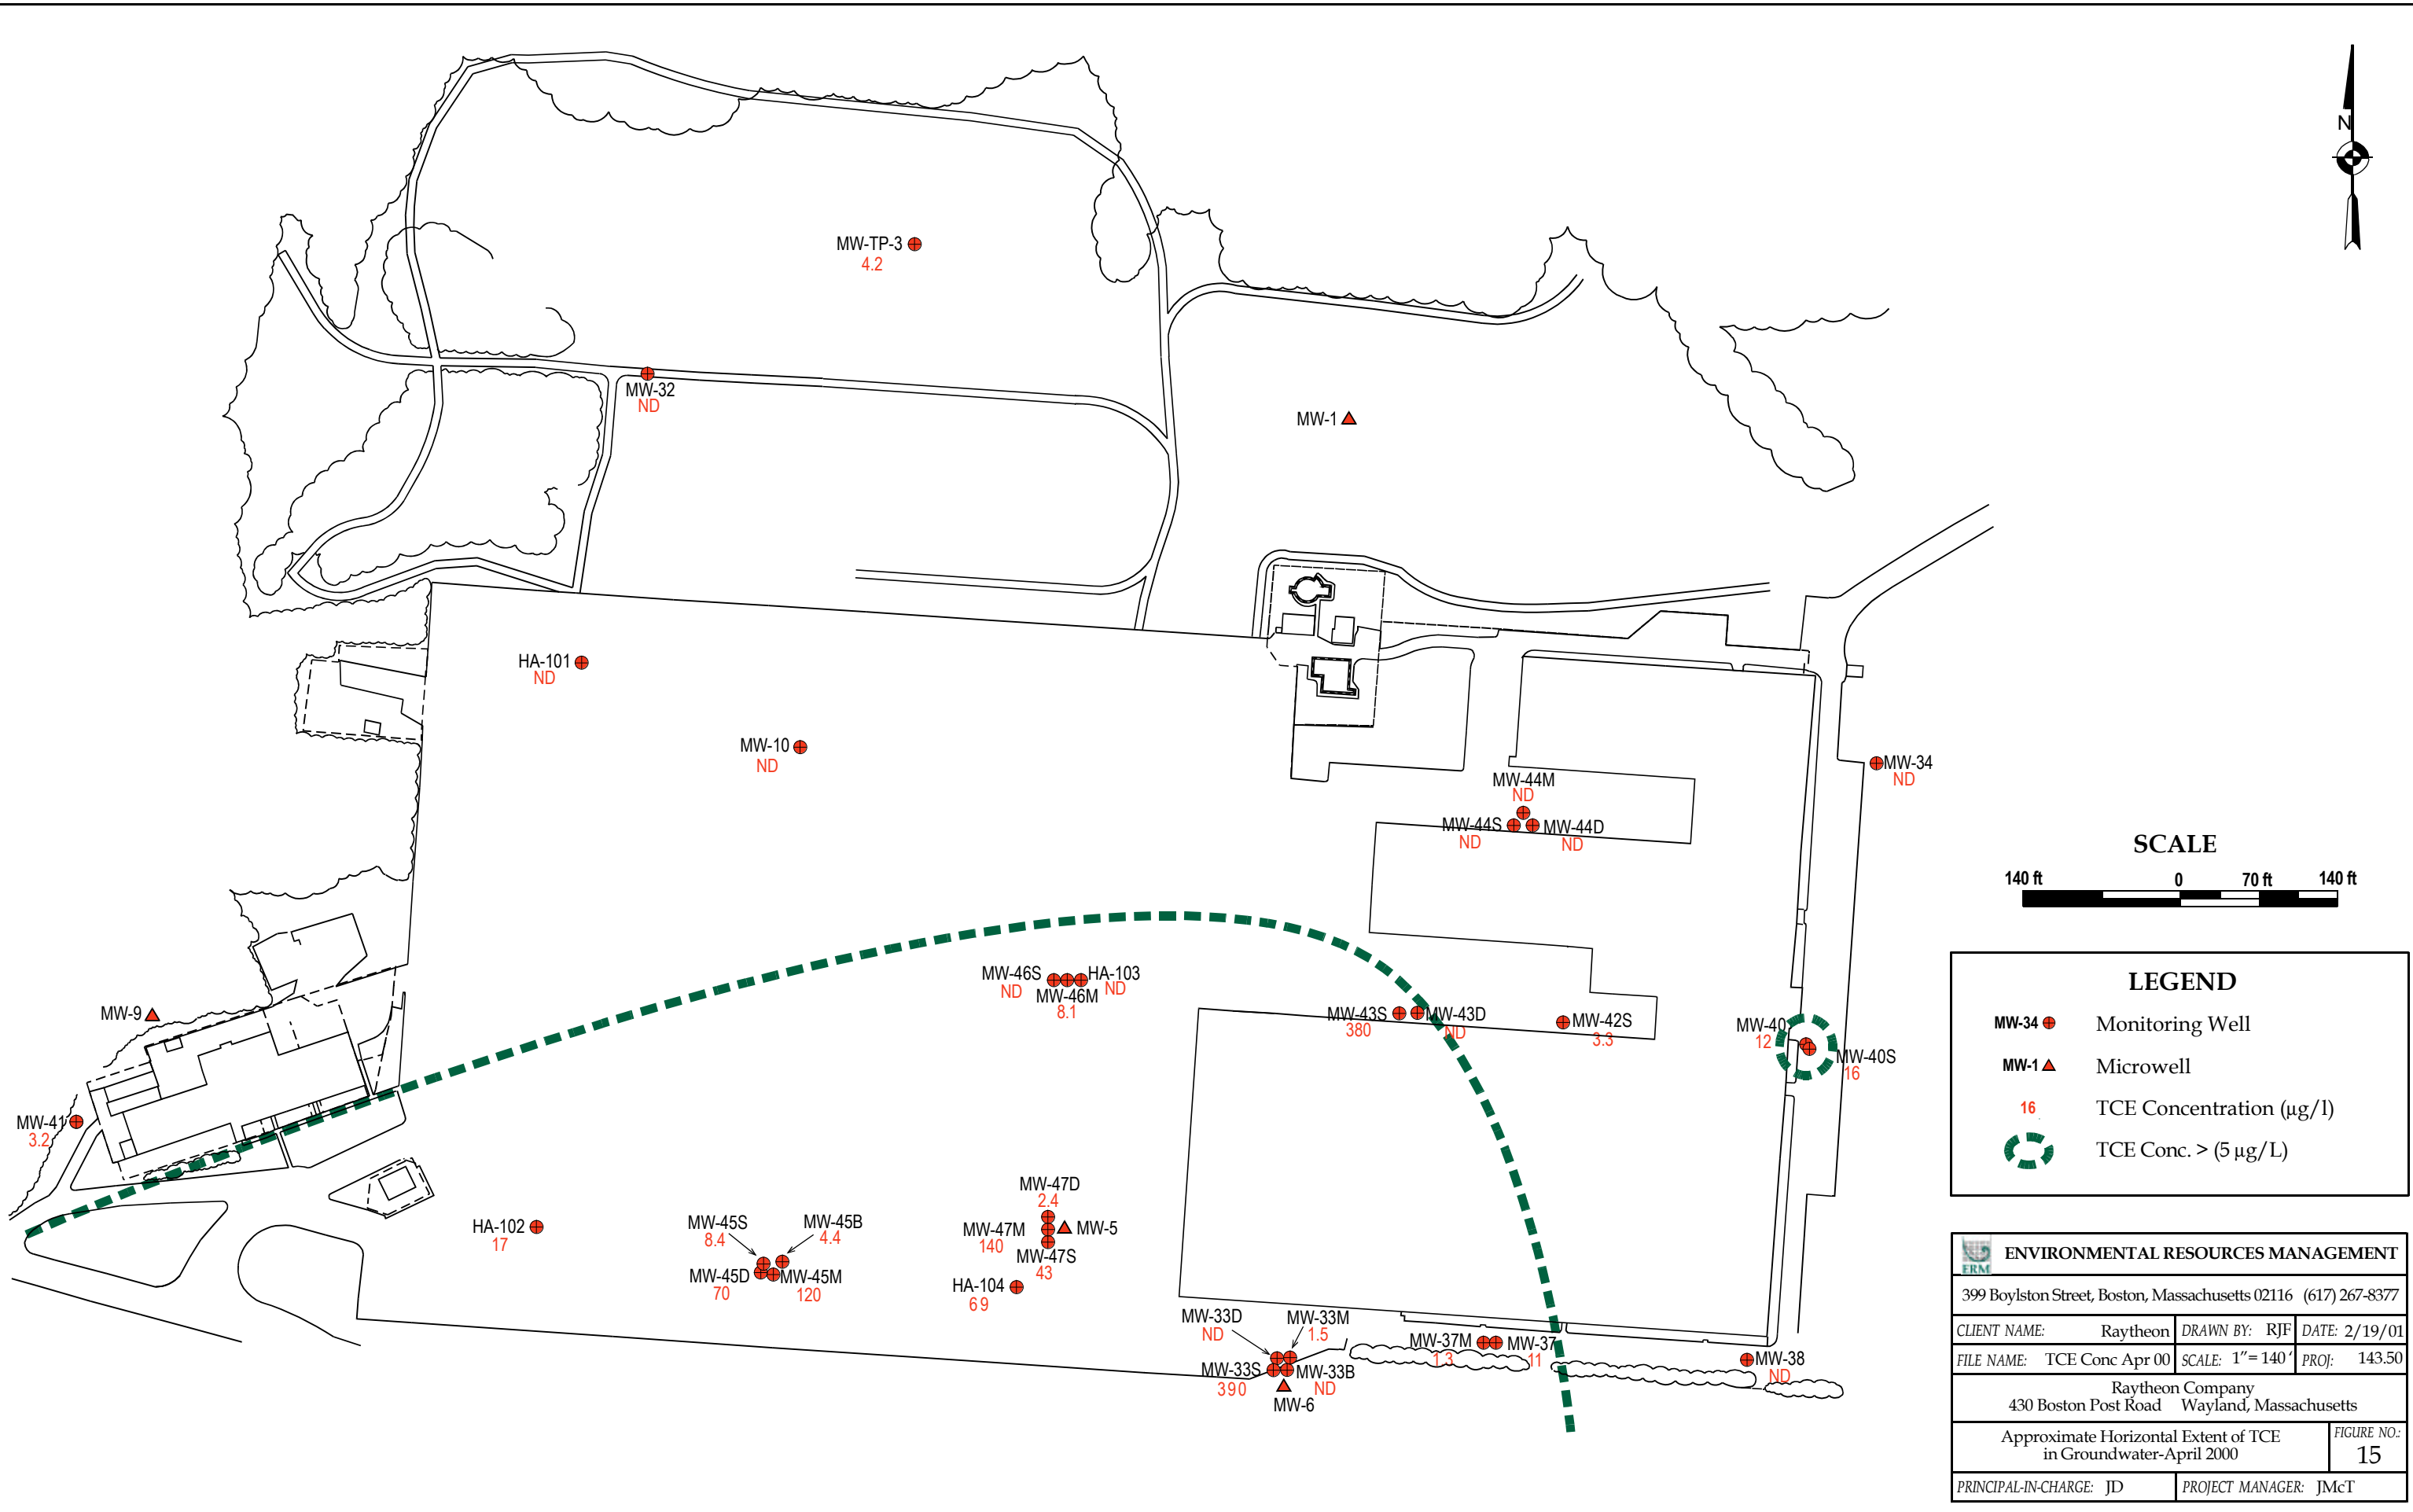 N
MW-TP-3
4.2
MW-32
ND
MW-1
HA-101
ND
MW-10
ND
MW-34
ND
MW-44M
ND
MW-44S
ND
MW-44D
ND
MW-46S
ND
HA-103
ND
MW-46M
8.1
MW-43S
380
MW-43D
ND
MW-42S
3.3
MW-40
12
MW-40S
16
MW-9
MW-41
3.2
HA-102
17
MW-45S
8.4
MW-45B
4.4
MW-45D
70
MW-45M
120
MW-47D
2.4
MW-47M
140
MW-5
MW-47S
43
HA-104
69
MW-33D
ND
MW-33M
1.5
MW-33S
390
MW-33B
ND
MW-6
MW-37M
1.3
MW-37
11
MW-38
ND
SCALE
140 ft 0 70 ft 140 ft
LEGEND
MW-34 Monitoring Well
MW-1 Microwell
16 TCE Concentration (µg/l)
TCE Conc. > (5 µg/L)
ERM
ENVIRONMENTAL RESOURCES MANAGEMENT
399 Boylston Street, Boston, Massachusetts 02116 (617) 267-8377
CLIENT NAME: Raytheon DRAWN BY: RJF DATE: 2/19/01
FILE NAME: TCE Conc Apr 00 SCALE: 1"= 140' PROJ: 143.50
Raytheon Company
430 Boston Post Road Wayland, Massachusetts
Approximate Horizontal Extent of TCE
in Groundwater-April 2000
FIGURE NO.:
15
PRINCIPAL-IN-CHARGE: JD PROJECT MANAGER: JMcT